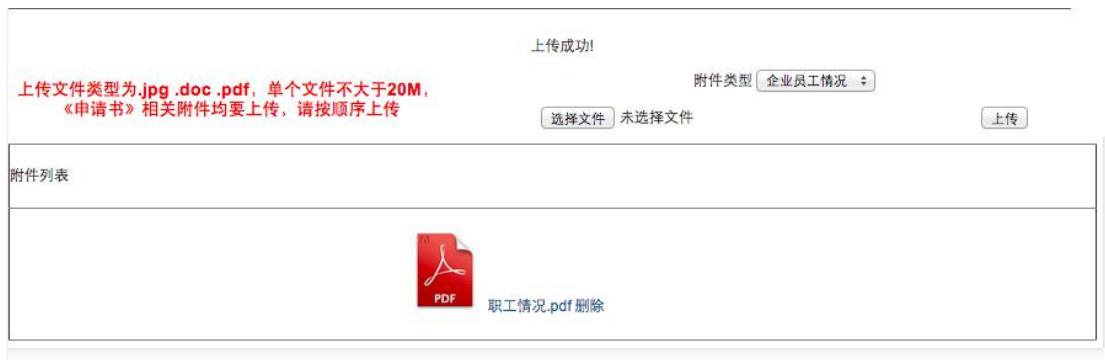 上传成功!
上传文件类型为.jpg .doc .pdf，单个文件不大于20M，
《申请书》相关附件均要上传，请按顺序上传
附件类型 企业员工情况
选择文件 未选择文件 上传
附件列表
PDF
职工情况.pdf 删除